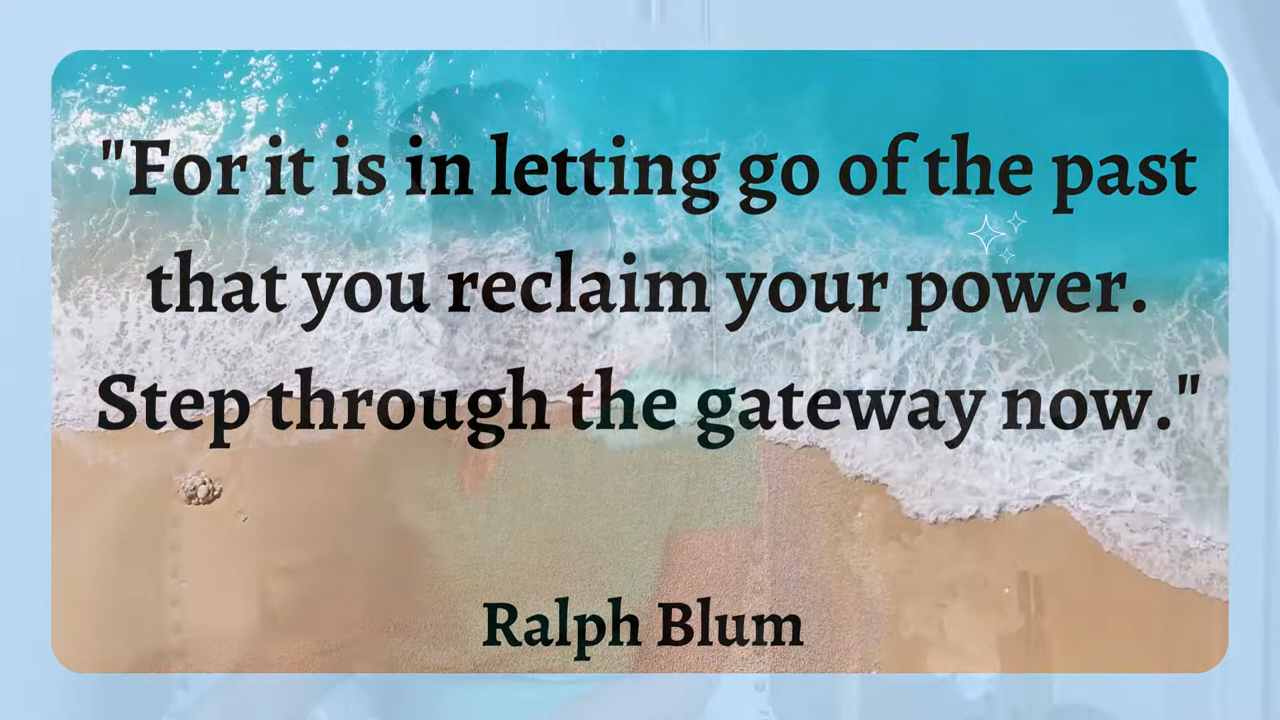 "For it is in letting go of the past
that you reclaim your power.
Step through the gateway now."
Ralph Blum